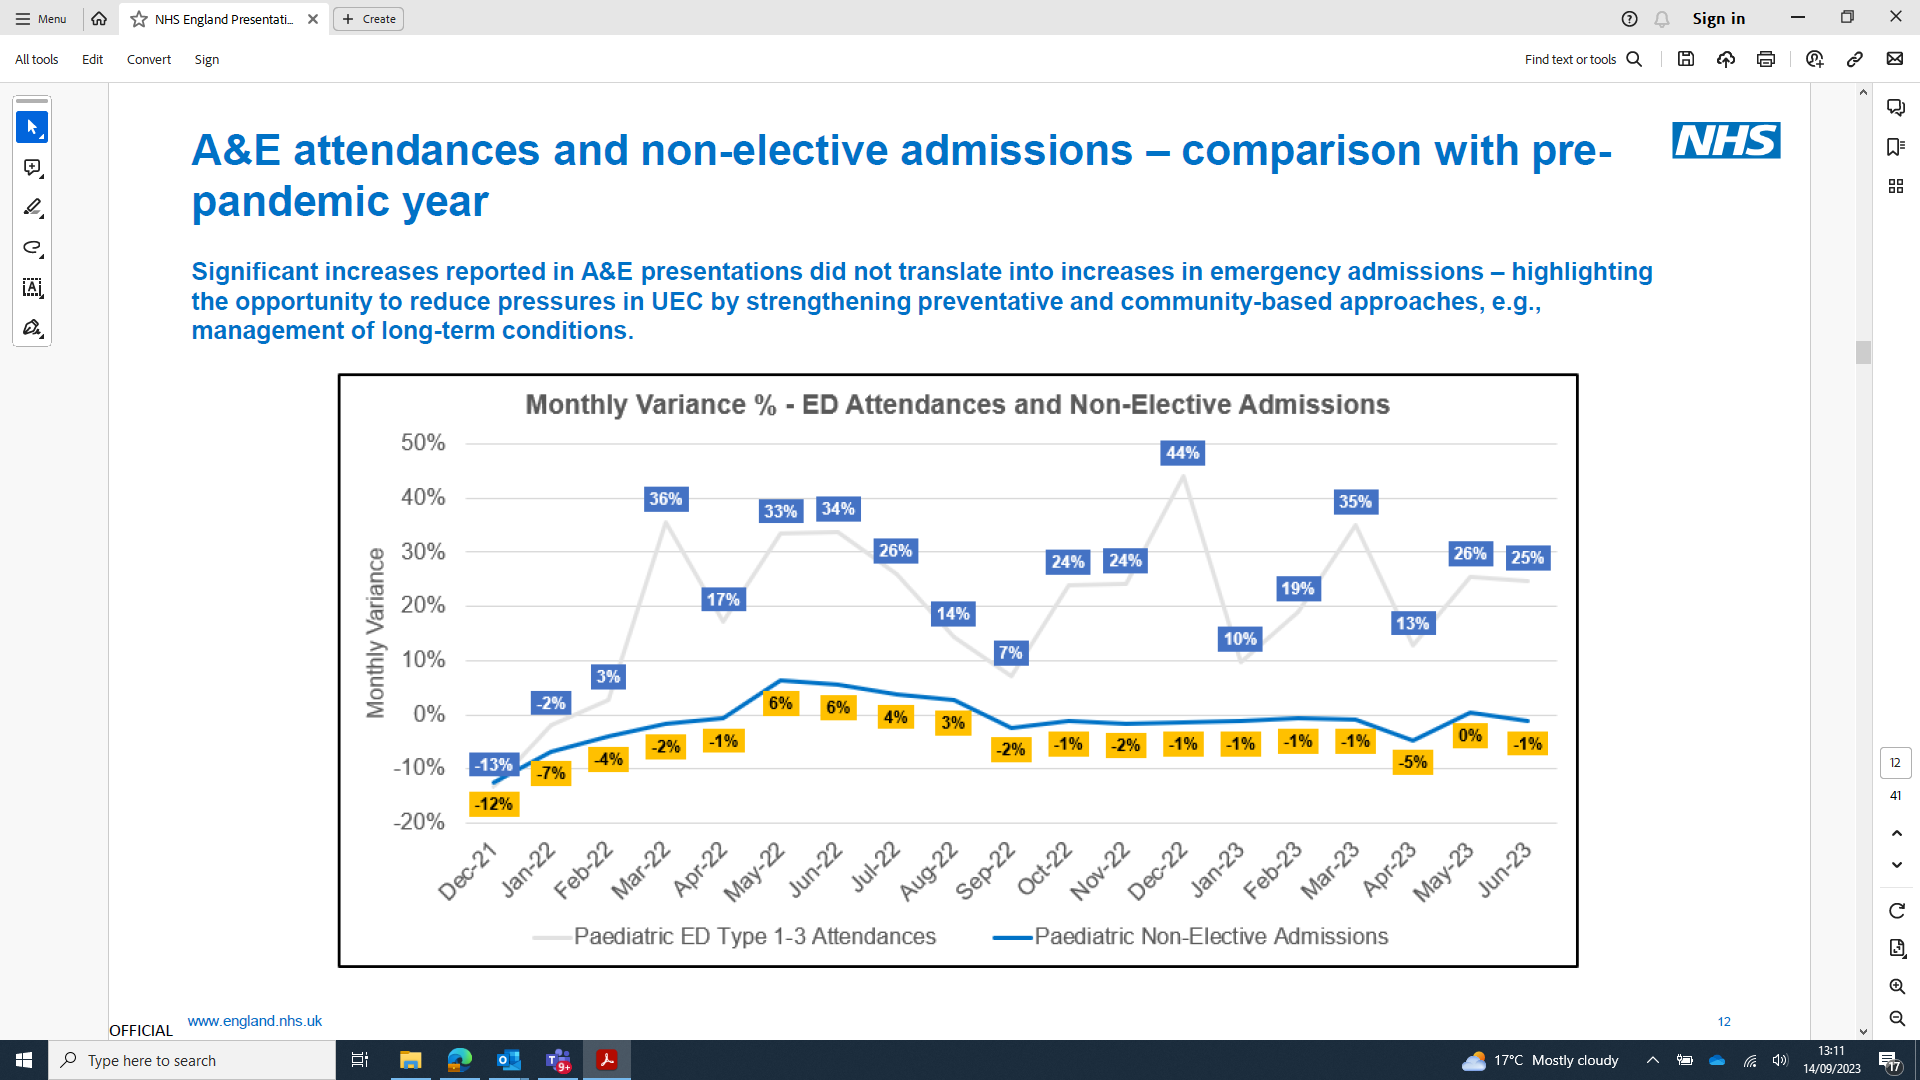 Menu
NHS England Presentati...
Create
Sign in
All tools
Edit
Convert
Sign
Find text or tools
A&E attendances and non-elective admissions – comparison with pre-
pandemic year
NHS
Significant increases reported in A&E presentations did not translate into increases in emergency admissions – highlighting
the opportunity to reduce pressures in UEC by strengthening preventative and community-based approaches, e.g.,
management of long-term conditions.
Monthly Variance % - ED Attendances and Non-Elective Admissions
Monthly Variance
50%
40%
30%
20%
10%
0%
-10%
-20%
-13%
-2%
3%
36%
17%
33%
34%
26%
14%
7%
24%
24%
44%
10%
19%
35%
13%
26%
25%
-12%
-7%
-4%
-2%
-1%
6%
6%
4%
3%
-2%
-1%
-2%
-1%
-1%
-1%
-1%
-5%
0%
-1%
Dec-21
Jan-22
Feb-22
Mar-22
Apr-22
May-22
Jun-22
Jul-22
Aug-22
Sep-22
Oct-22
Nov-22
Dec-22
Jan-23
Feb-23
Mar-23
Apr-23
May-23
Jun-23
Paediatric ED Type 1-3 Attendances
Paediatric Non-Elective Admissions
OFFICIAL
www.england.nhs.uk
12
12
41
Type here to search
9+
17°C Mostly cloudy
13:11
14/09/2023
17